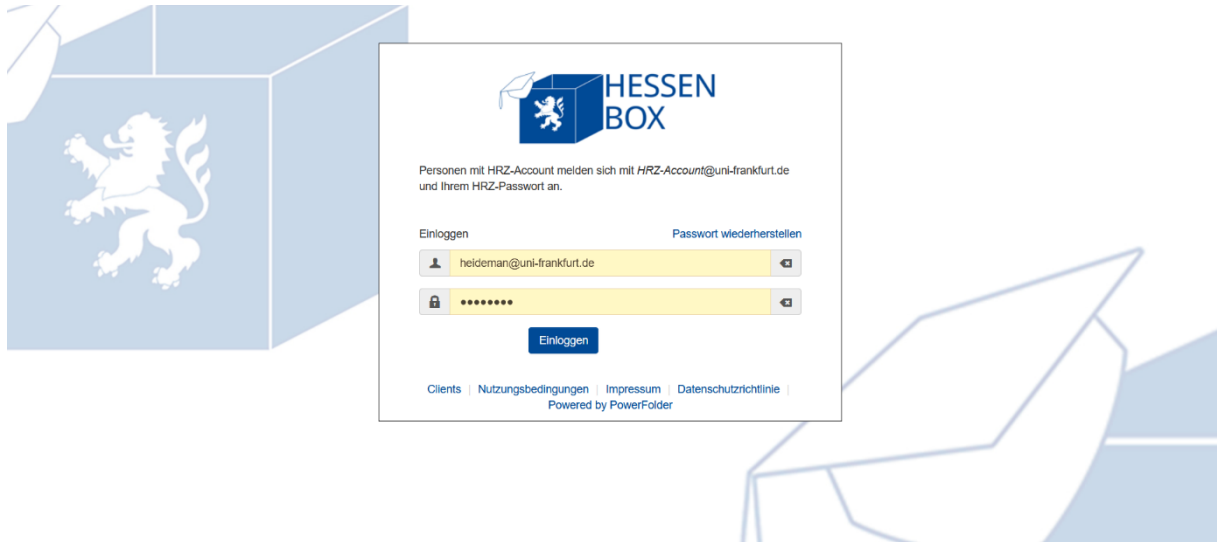 HESSEN
BOX
Personen mit HRZ-Account melden sich mit HRZ-Account@uni-frankfurt.de
und Ihrem HRZ-Passwort an.
Einloggen Passwort wiederherstellen
heideman@uni-frankfurt.de
●●●●●●●●
Einloggen
Clients | Nutzungsbedingungen | Impressum | Datenschutzrichtlinie |
Powered by PowerFolder